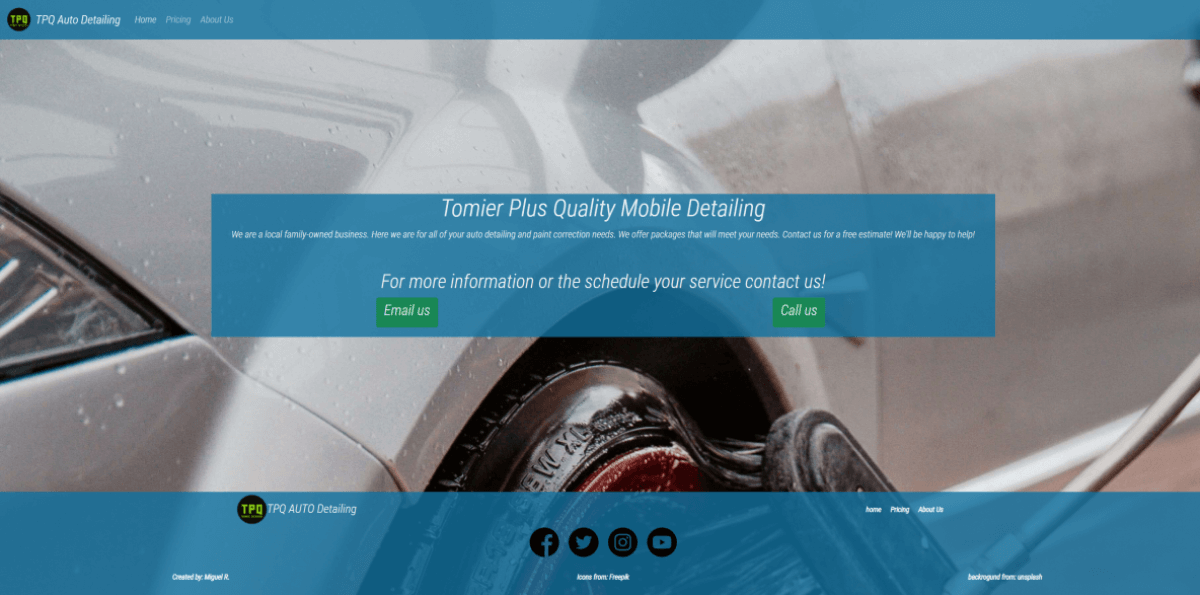 TPQ TPQ Auto Detailing Home Pricing About Us
Tomier Plus Quality Mobile Detailing
We are a local family-owned business. Here we are for all of your auto detailing and paint correction needs. We offer packages that will meet your needs. Contact us for a free estimate! We'll be happy to help!
For more information or the schedule your service contact us!
Email us Call us
TPQ TPQ AUTO Detailing home Pricing About Us
Created by: Miguel R. Icons from: Freepik backrogund from: unsplash